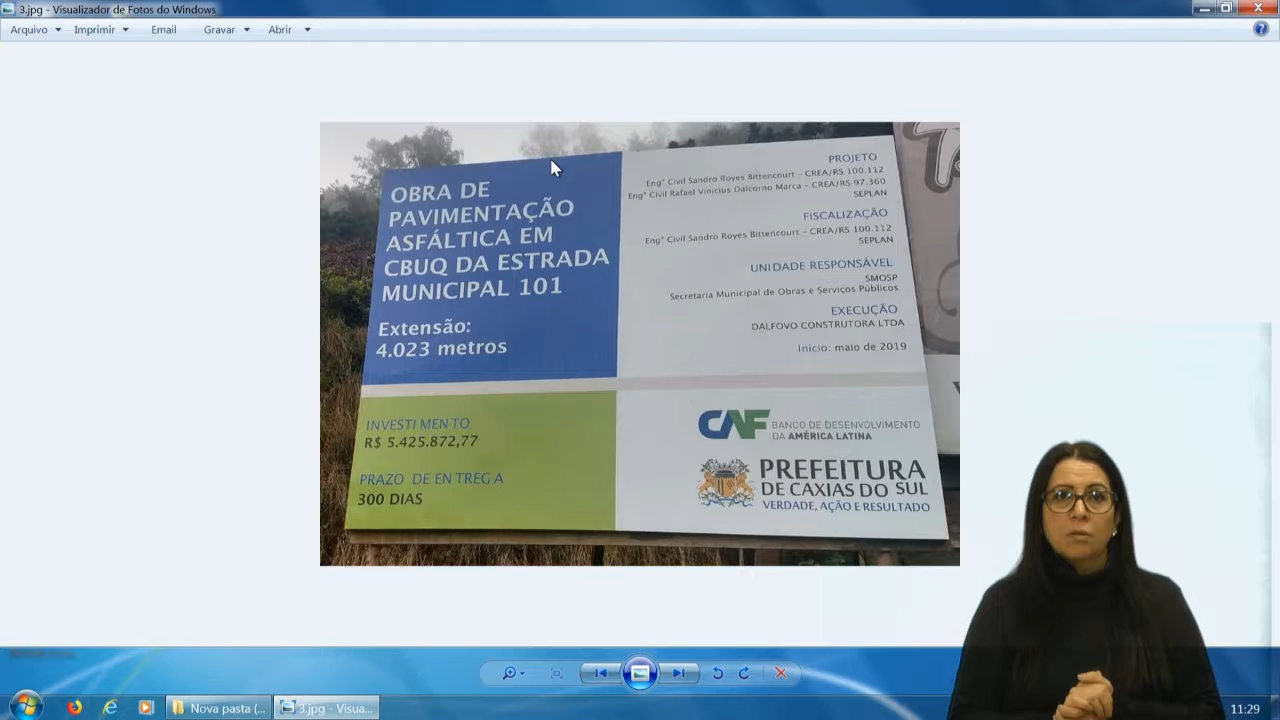 3.jpg - Visualizador de Fotos do Windows
Arquivo Imprimir Email Gravar Abrir
OBRA DE
PAVIMENTAÇÃO
ASFÁLTICA EM
CBUQ DA ESTRADA
MUNICIPAL 101
Extensão:
4.023 metros
PROJETO
Engº Civil Sandro Royes Bittencourt - CREA/RS 100.112
Engº Civil Rafael Vinicius Dalcorno Marca - CREA/RS 97.360
SEPLAN
FISCALIZAÇÃO
Engº Civil Sandro Royes Bittencourt - CREA/RS 100.112
SEPLAN
UNIDADE RESPONSÁVEL
SMOSP
Secretaria Municipal de Obras e Serviços Públicos
EXECUÇÃO
DALFOVO CONSTRUTORA LTDA
Inicio: maio de 2019
INVESTIMENTO
R$ 5.425.872,77
PRAZO DE ENTREGA
300 DIAS
CAF BANCO DE DESENVOLVIMENTO
DA AMÉRICA LATINA
PREFEITURA
DE CAXIAS DO SUL
VERDADE, AÇÃO E RESULTADO
Nova pasta (... 3.jpg - Visua... 11:29